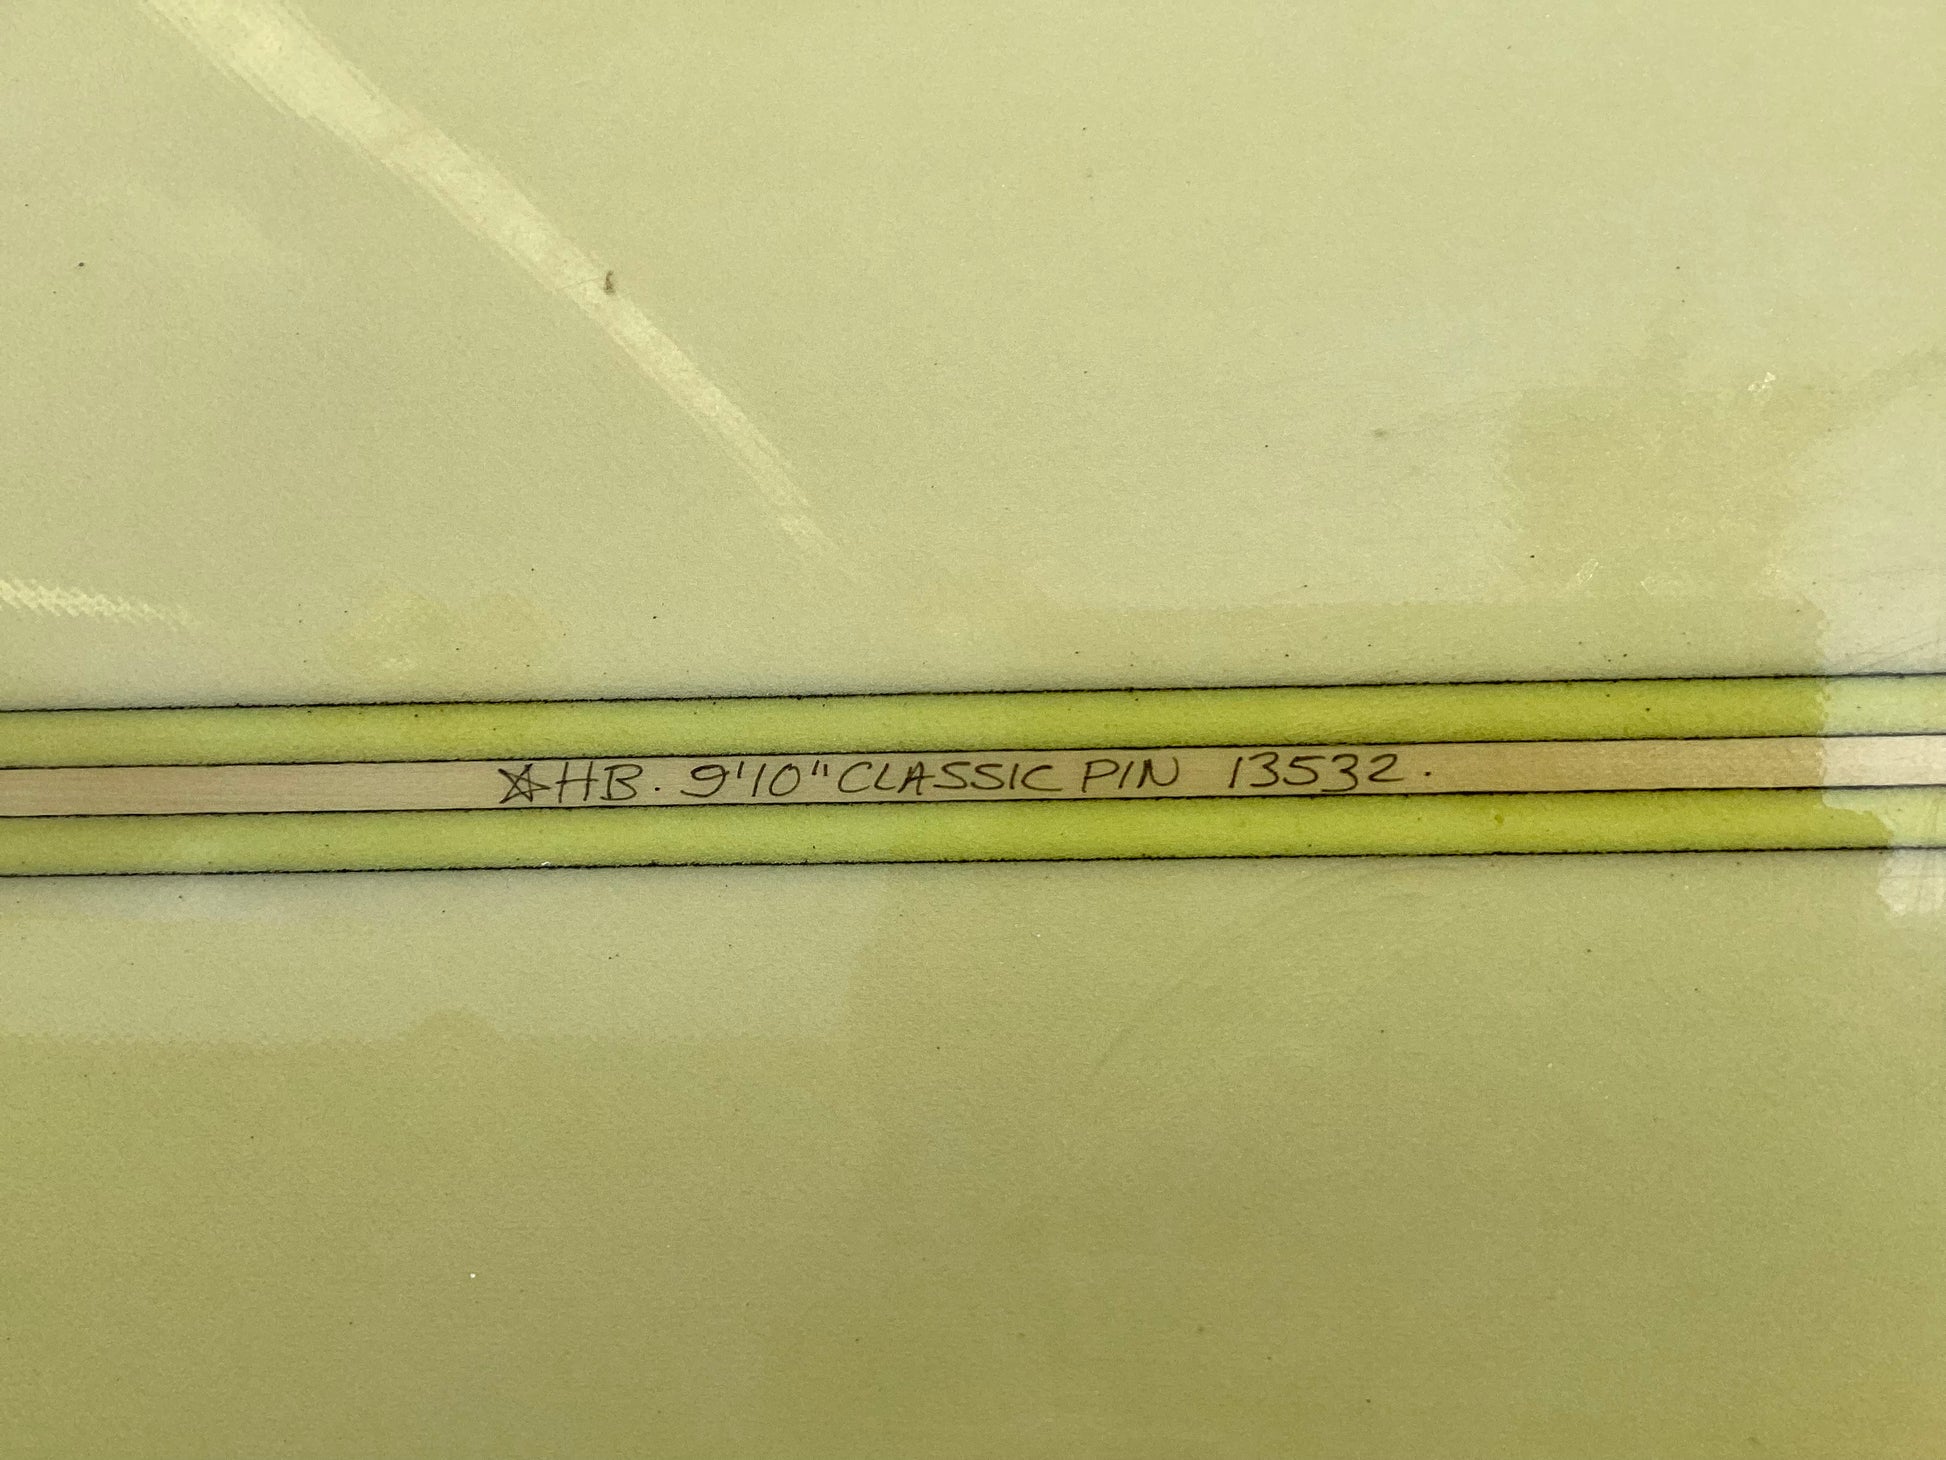 ☆HB. 9'10" CLASSIC PIN 13532.